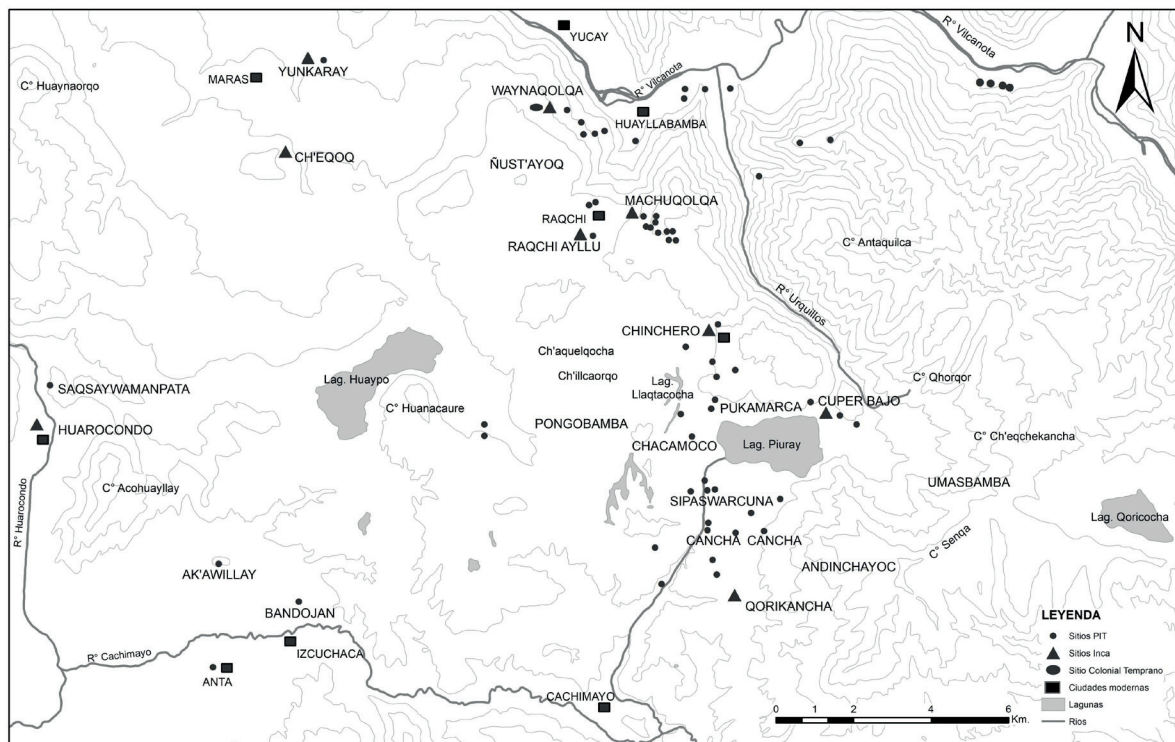 YUCAY
R° Vilcanota
R° Vilcanota
N
C° Huaynaorqo
MARAS
YUNKARAY
WAYNAQOLQA
HUAYLLABAMBA
CH'EQOQ
ÑUST'AYOQ
MACHUQOLQA
RAQCHI
RAQCHI AYLLU
C° Antaquilca
R° Urquillos
CHINCHERO
Ch'aquelqocha
Ch'illcaorqo
Lag. Huaypo
Lag.
Llaqtacocha
C° Qhorqor
SAQSAYWAMANPATA
C° Huanacaure
PUKAMARCA
CUPER BAJO
HUAROCONDO
PONGOBAMBA
CHACAMOCO
Lag. Piuray
C° Ch'eqchekancha
C° Acohuayllay
UMASBAMBA
R° Huarocondo
SIPASWARCUNA
Lag. Qoricocha
CANCHA
CANCHA
C° Senqa
AK'AWILLAY
ANDINCHAYOC
BANDOJAN
QORIKANCHA
IZCUCHACA
R° Cachimayo
ANTA
CACHIMAYO
LEYENDA
Sitios PIT
Sitios Inca
Sitio Colonial Temprano
Ciudades modernas
Lagunas
Ríos
0 2 4 6
Km.